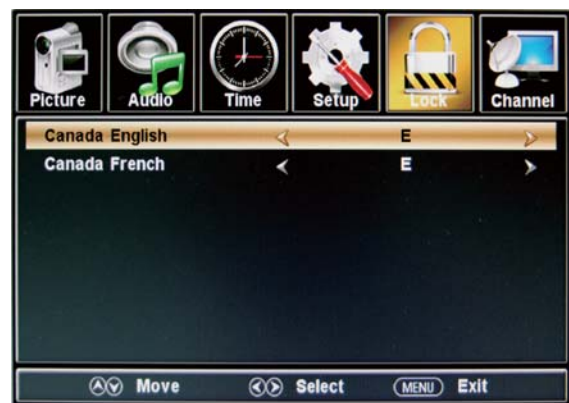 Picture Audio Time Setup Lock Channel
Canada English E
Canada French E
Move Select MENU Exit